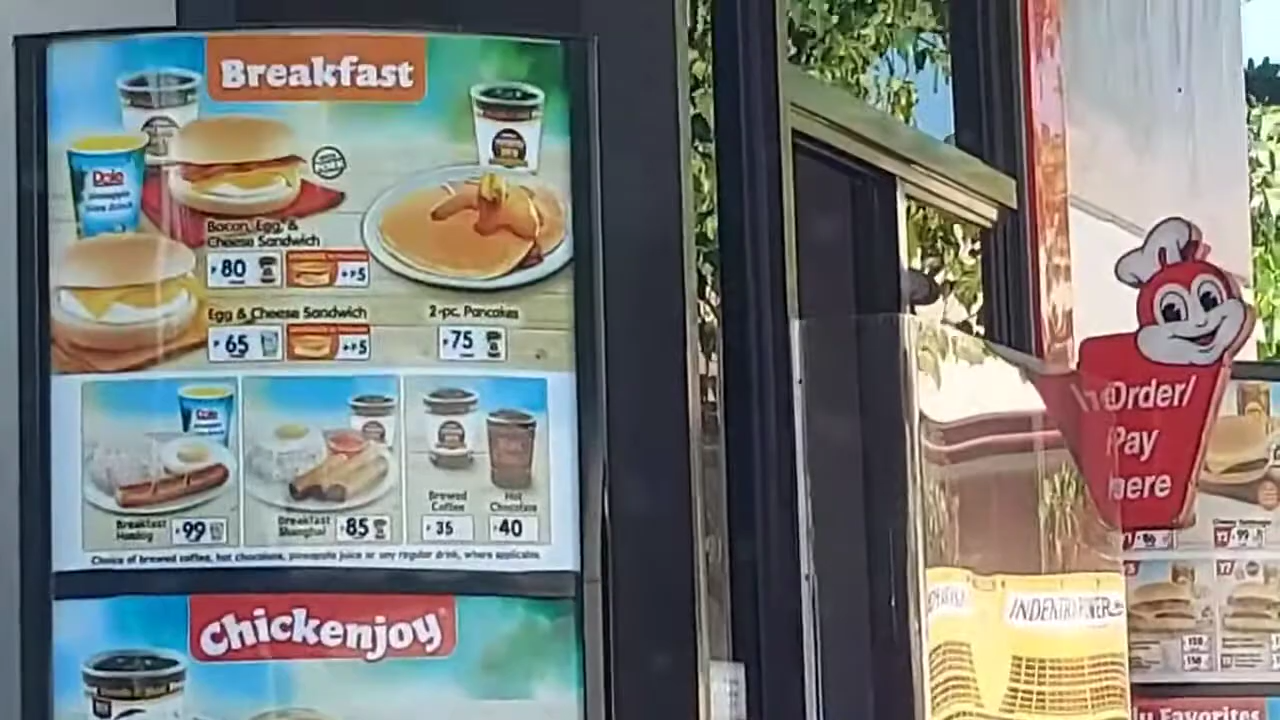 Breakfast
Dole
Bacon, Egg, &
Cheese Sandwich
₱80
+₱5
Egg & Cheese Sandwich
₱65
+₱5
2-pc. Pancakes
₱75
Dole
Breakfast
₱99
Breakfast
Shanghai
₱85
Brewed
Coffee
₱35
Hot
Chocolate
₱40
Choice of brewed coffee, hot chocolate, pineapple juice or any regular drink, where applicable.
Chickenjoy
Order/
Pay
here
Favorites